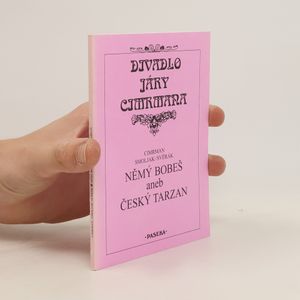 DIVADLO
JÁRY
CIMRMANA
CIMRMAN
SMOLJAK/SVĚRÁK
NĚMÝ BOBEŠ
aneb
ČESKÝ TARZAN
·PASEKA·